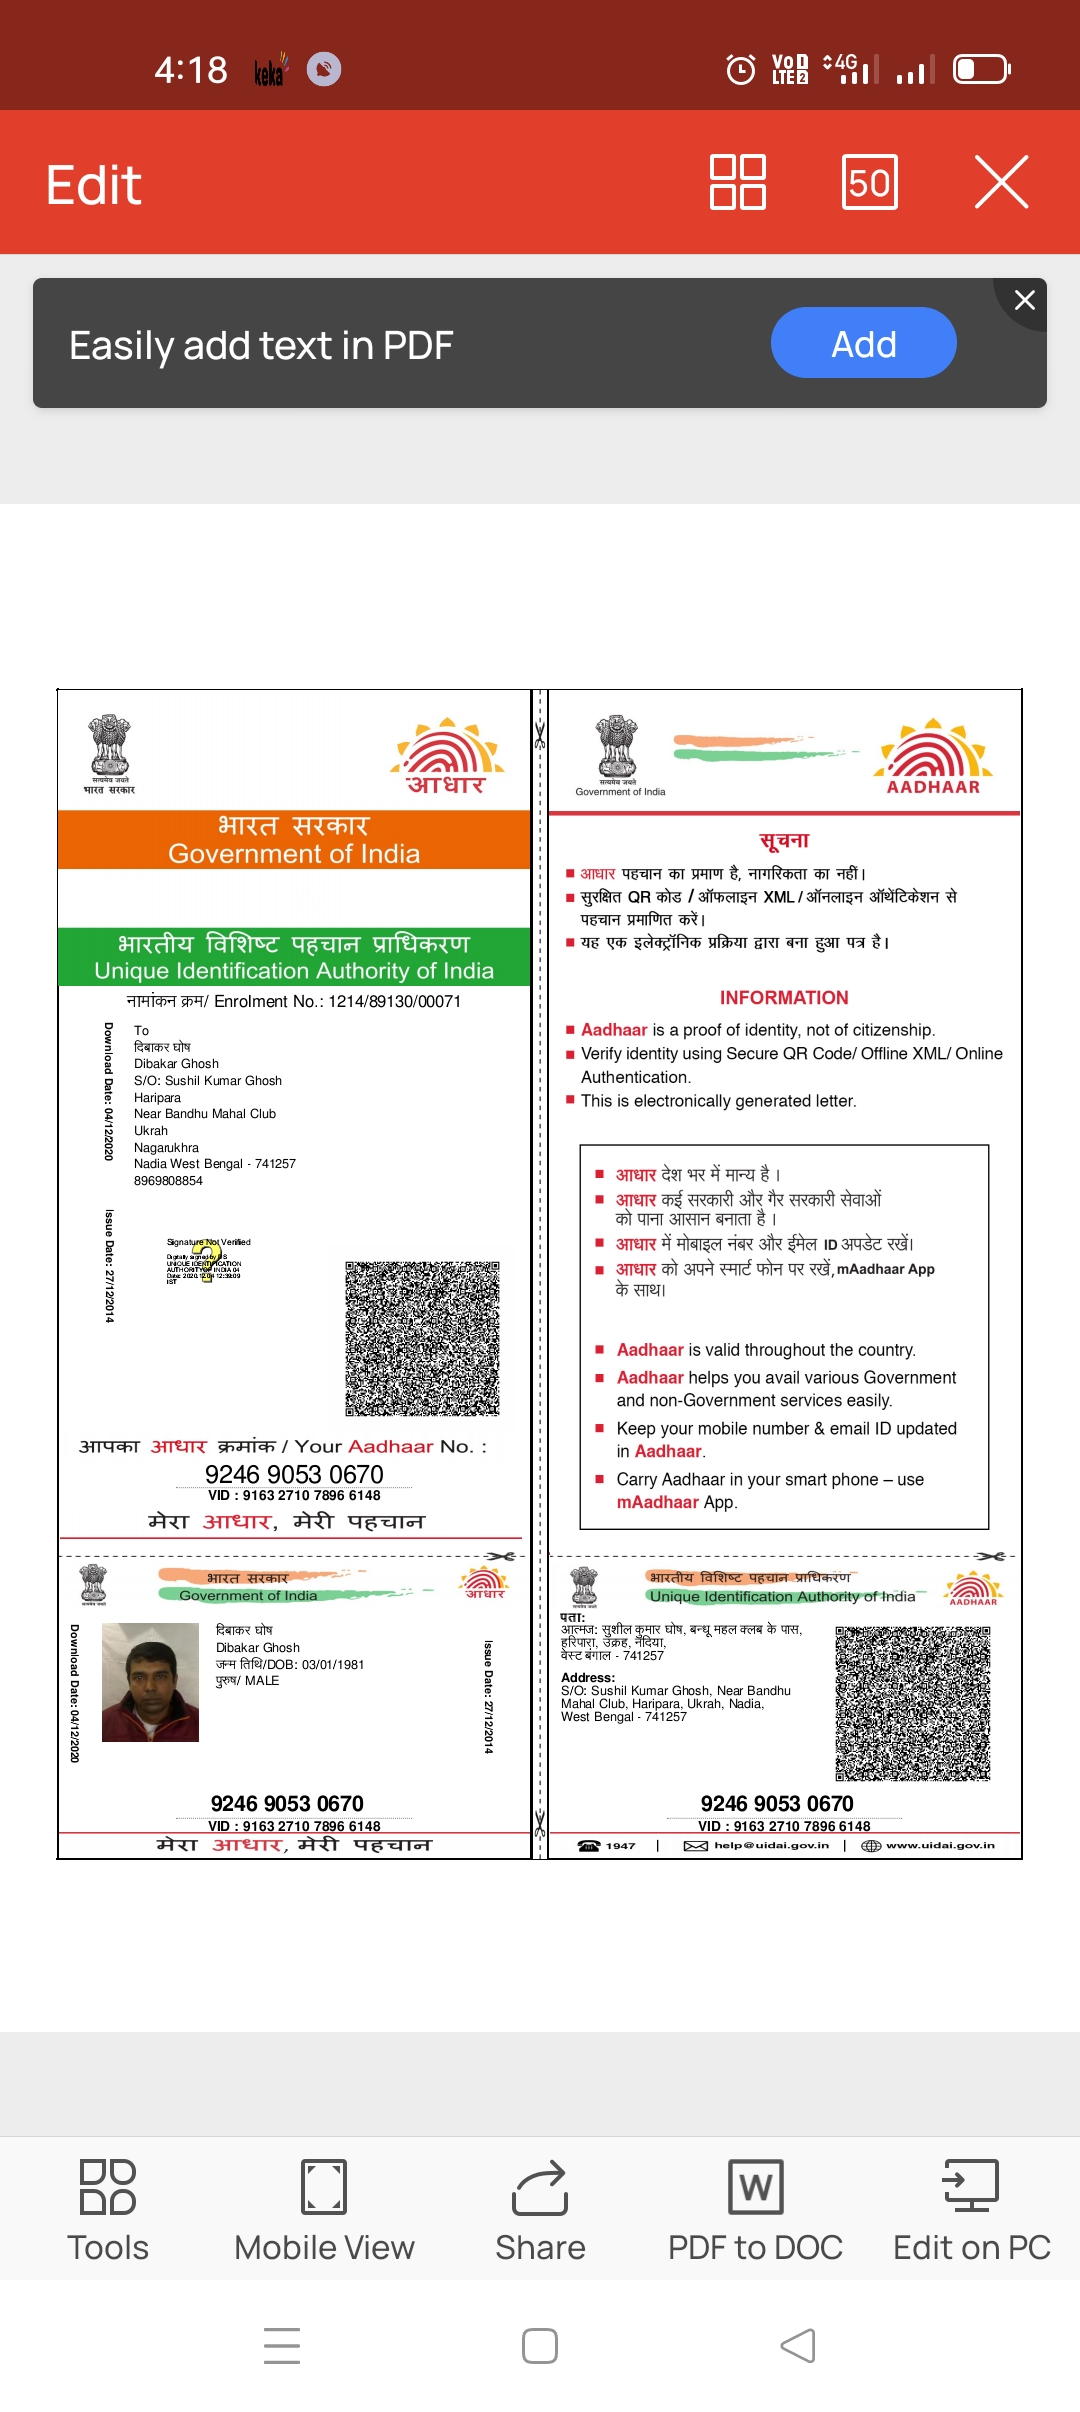 4:18
keka
Vo 1
LTE 2
4G
Edit
50
Easily add text in PDF
Add
सत्यमेव जयते
भारत सरकार
आधार
भारत सरकार
Government of India
भारतीय विशिष्ट पहचान प्राधिकरण
Unique Identification Authority of India
नामांकन क्रम/ Enrolment No.: 1214/89130/00071
Download Date: 04/12/2020
To
दिबाकर घोष
Dibakar Ghosh
S/O: Sushil Kumar Ghosh
Haripara
Near Bandhu Mahal Club
Ukrah
Nagarukhra
Nadia West Bengal - 741257
8969808854
Issue Date: 27/12/2014
Signature Not Verified
Digitally signed by DS
UNIQUE IDENTIFICATION
AUTHORITY OF INDIA 04
Date: 2020.12.04 12:39:09
IST
आपका आधार क्रमांक / Your Aadhaar No. :
9246 9053 0670
VID : 9163 2710 7896 6148
मेरा आधार, मेरी पहचान
भारत सरकार
Government of India
आधार
Download Date: 04/12/2020
दिबाकर घोष
Dibakar Ghosh
जन्म तिथि/DOB: 03/01/1981
पुरुष/ MALE
Issue Date: 27/12/2014
9246 9053 0670
VID : 9163 2710 7896 6148
मेरा आधार, मेरी पहचान
सत्यमेव जयते
Government of India
AADHAAR
सूचना
आधार पहचान का प्रमाण है, नागरिकता का नहीं।
सुरक्षित QR कोड / ऑफलाइन XML / ऑनलाइन ऑथेंटिकेशन से
पहचान प्रमाणित करें।
यह एक इलेक्ट्रॉनिक प्रक्रिया द्वारा बना हुआ पत्र है।
INFORMATION
Aadhaar is a proof of identity, not of citizenship.
Verify identity using Secure QR Code/ Offline XML/ Online
Authentication.
This is electronically generated letter.
आधार देश भर में मान्य है ।
आधार कई सरकारी और गैर सरकारी सेवाओं
को पाना आसान बनाता है ।
आधार में मोबाइल नंबर और ईमेल ID अपडेट रखें।
आधार को अपने स्मार्ट फोन पर रखें, mAadhaar App
के साथ।
Aadhaar is valid throughout the country.
Aadhaar helps you avail various Government
and non-Government services easily.
Keep your mobile number & email ID updated
in Aadhaar.
Carry Aadhaar in your smart phone – use
mAadhaar App.
भारतीय विशिष्ट पहचान प्राधिकरण
Unique Identification Authority of India
AADHAAR
पता:
आत्मज: सुशील कुमार घोष, बन्धू महल क्लब के पास,
हरिपारा, उक्रह, नदिया,
वेस्ट बंगाल - 741257
Address:
S/O: Sushil Kumar Ghosh, Near Bandhu
Mahal Club, Haripara, Ukrah, Nadia,
West Bengal - 741257
9246 9053 0670
VID : 9163 2710 7896 6148
1947 | help@uidai.gov.in | www.uidai.gov.in
Tools
Mobile View
Share
W
PDF to DOC
Edit on PC